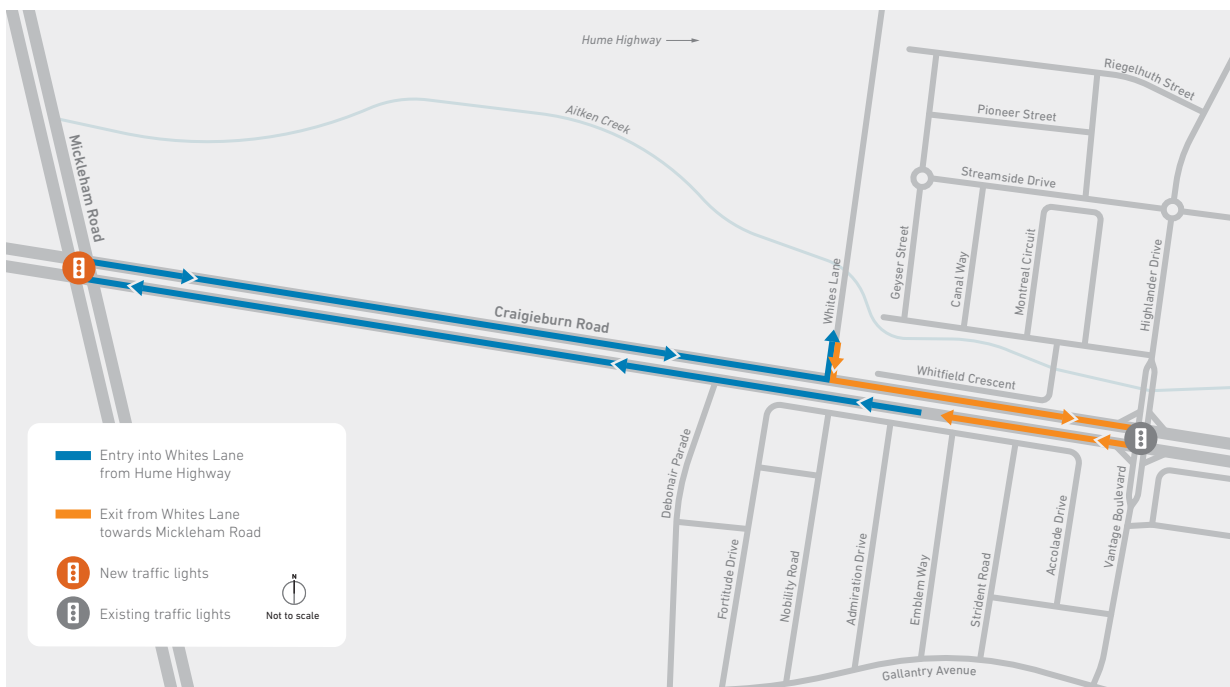 Hume Highway
Riegelhuth Street
Pioneer Street
Aitken Creek
Mickleham Road
Streamside Drive
Geyser Street
Canal Way
Montreal Circuit
Highlander Drive
Whites Lane
Craigieburn Road
Whitfield Crescent
Debonair Parade
Fortitude Drive
Nobility Road
Admiration Drive
Emblem Way
Strident Road
Accolade Drive
Vantage Boulevard
Gallantry Avenue
Entry into Whites Lane
from Hume Highway
Exit from Whites Lane
towards Mickleham Road
New traffic lights
Existing traffic lights
N
Not to scale